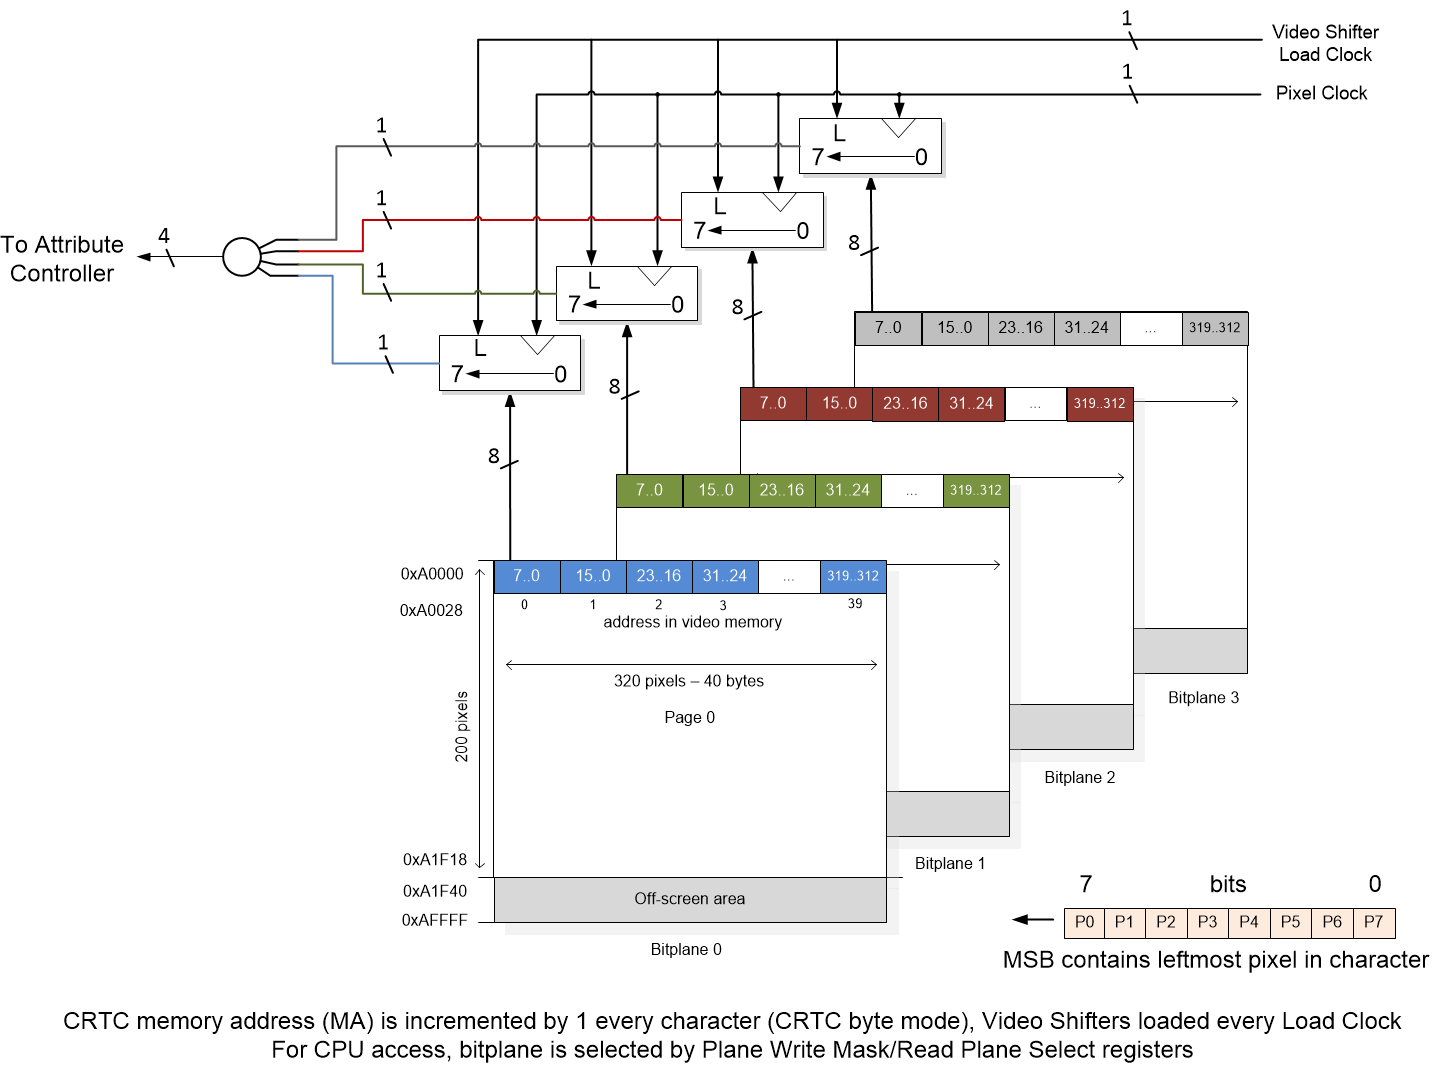 1
Video Shifter
Load Clock
1
Pixel Clock
1
L
7 0
1
L
7 0
To Attribute
Controller
4
1
L
7 0
1
L
7 0
8
8
8
8
7..0 15..0 23..16 31..24 ... 319..312
7..0 15..0 23..16 31..24 ... 319..312
7..0 15..0 23..16 31..24 ... 319..312
0xA0000 7..0 15..0 23..16 31..24 ... 319..312
0xA0028 0 1 2 3 39
address in video memory
320 pixels – 40 bytes
Page 0
200 pixels
Bitplane 3
Bitplane 2
Bitplane 1
0xA1F18
0xA1F40
Off-screen area
0xAFFFF
Bitplane 0
7 bits 0
P0 P1 P2 P3 P4 P5 P6 P7
MSB contains leftmost pixel in character
CRTC memory address (MA) is incremented by 1 every character (CRTC byte mode), Video Shifters loaded every Load Clock
For CPU access, bitplane is selected by Plane Write Mask/Read Plane Select registers